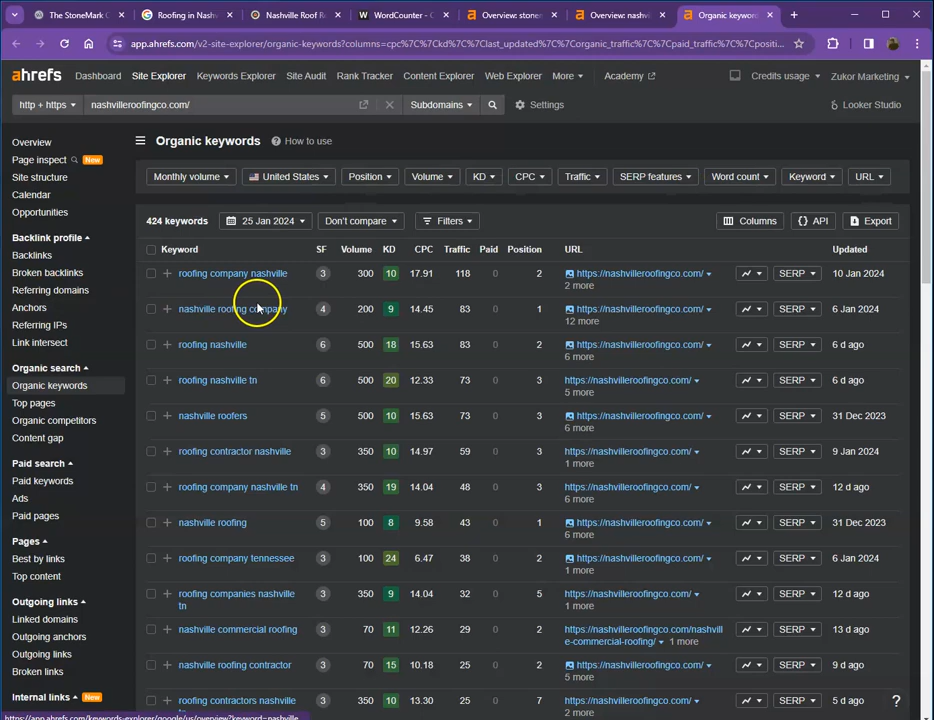 The StoneMark C
Roofing in Nash
Nashville Roof R
WordCounter - C
Overview: stone
Overview: nashv
Organic keyword
app.ahrefs.com/v2-site-explorer/organic-keywords?columns=cpc%7C%7Ckd%7C%7Clast_updated%7C%7Corganic_traffic%7C%7Cpaid_traffic%7C%7Cpositi...
ahrefs Dashboard Site Explorer Keywords Explorer Site Audit Rank Tracker Content Explorer Web Explorer More Academy Credits usage Zukor Marketing
http + https nashvilleroofingco.com/ Subdomains Settings Looker Studio
Overview
Page inspect New
Site structure
Calendar
Opportunities
Backlink profile
Backlinks
Broken backlinks
Referring domains
Anchors
Referring IPs
Link intersect
Organic search
Organic keywords
Top pages
Organic competitors
Content gap
Paid search
Paid keywords
Ads
Paid pages
Pages
Best by links
Top content
Outgoing links
Linked domains
Outgoing anchors
Outgoing links
Broken links
Internal links New
Organic keywords ? How to use
Monthly volume United States Position Volume KD CPC Traffic SERP features Word count Keyword URL
424 keywords 25 Jan 2024 Don't compare Filters Columns {} API Export
Keyword SF Volume KD CPC Traffic Paid Position URL Updated
+ roofing company nashville 3 300 10 17.91 118 0 2 https://nashvilleroofingco.com/ SERP 10 Jan 2024
2 more
+ nashville roofing company 4 200 9 14.45 83 0 1 https://nashvilleroofingco.com/ SERP 6 Jan 2024
12 more
+ roofing nashville 6 500 18 15.63 83 0 2 https://nashvilleroofingco.com/ SERP 6 d ago
6 more
+ roofing nashville tn 6 500 20 12.33 73 0 3 https://nashvilleroofingco.com/ SERP 6 d ago
5 more
+ nashville roofers 5 500 10 15.63 73 0 3 https://nashvilleroofingco.com/ SERP 31 Dec 2023
6 more
+ roofing contractor nashville 3 350 10 14.97 59 0 3 https://nashvilleroofingco.com/ SERP 9 Jan 2024
1 more
+ roofing company nashville tn 4 350 19 14.04 48 0 3 https://nashvilleroofingco.com/ SERP 12 d ago
6 more
+ nashville roofing 5 100 8 9.58 43 0 1 https://nashvilleroofingco.com/ SERP 31 Dec 2023
6 more
+ roofing company tennessee 3 100 24 6.47 38 0 2 https://nashvilleroofingco.com/ SERP 6 Jan 2024
1 more
+ roofing companies nashville 3 350 9 14.04 32 0 5 https://nashvilleroofingco.com/ SERP 12 d ago
tn 1 more
+ nashville commercial roofing 3 70 11 12.26 29 0 2 https://nashvilleroofingco.com/nashvill SERP 13 d ago
e-commercial-roofing/ 1 more
+ nashville roofing contractor 3 70 15 10.18 25 0 2 https://nashvilleroofingco.com/ SERP 9 d ago
5 more
+ roofing contractors nashville 3 350 10 13.30 25 0 7 https://nashvilleroofingco.com/ SERP 5 d ago
2 more
?
https://app.ahrefs.com/keywords-explorer/google/us/overview?keyword=nashville